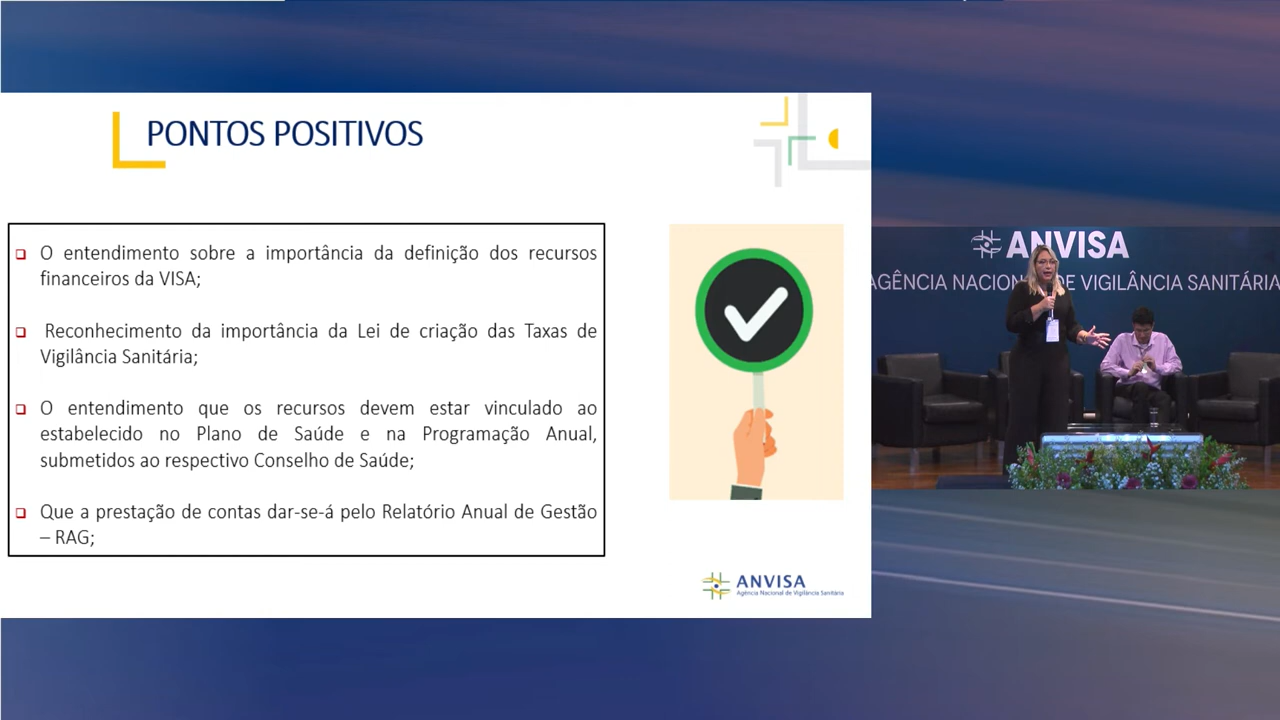 PONTOS POSITIVOS
O entendimento sobre a importância da definição dos recursos
financeiros da VISA;
Reconhecimento da importância da Lei de criação das Taxas de
Vigilância Sanitária;
O entendimento que os recursos devem estar vinculado ao
estabelecido no Plano de Saúde e na Programação Anual,
submetidos ao respectivo Conselho de Saúde;
Que a prestação de contas dar-se-á pelo Relatório Anual de Gestão
– RAG;
ANVISA
Agência Nacional de Vigilância Sanitária
ANVISA
AGÊNCIA NACION DE VIGILÂNCIA SANITÁRIA